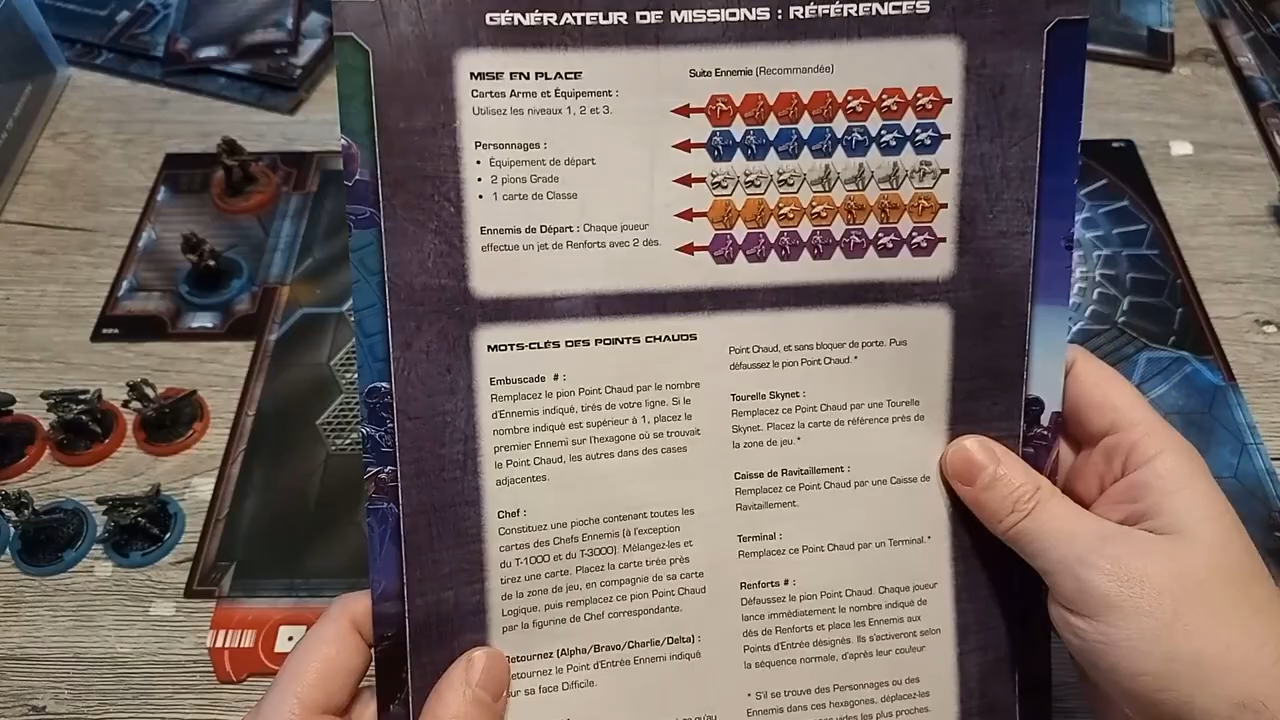 GÉNÉRATEUR DE MISSIONS : RÉFÉRENCES
MISE EN PLACE
Cartes Arme et Équipement :
Utilisez les niveaux 1, 2 et 3.
Personnages :
• Équipement de départ
• 2 pions Grade
• 1 carte de Classe
Ennemis de Départ : Chaque joueur
effectue un jet de Renforts avec 2 dés.
Suite Ennemie (Recommandée)
MOTS-CLÉS DES POINTS CHAUDS
Embuscade # :
Remplacez le pion Point Chaud par le nombre
d'Ennemis indiqué, tirés de votre ligne. Si le
nombre indiqué est supérieur à 1, placez le
premier Ennemi sur l'hexagone où se trouvait
le Point Chaud, les autres dans des cases
adjacentes.
Chef :
Constituez une pioche contenant toutes les
cartes des Chefs Ennemis (à l'exception
du T-1000 et du T-3000). Mélangez-les et
tirez une carte. Placez la carte tirée près
de la zone de jeu, en compagnie de sa carte
Logique, puis remplacez ce pion Point Chaud
par la figurine de Chef correspondante.
Retournez (Alpha/Bravo/Charlie/Delta) :
Retournez le Point d'Entrée Ennemi indiqué
sur sa face Difficile.
Point Chaud, et sans bloquer de porte. Puis
défaussez le pion Point Chaud.*
Tourelle Skynet :
Remplacez ce Point Chaud par une Tourelle
Skynet. Placez la carte de référence près de
la zone de jeu.*
Caisse de Ravitaillement :
Remplacez ce Point Chaud par une Caisse de
Ravitaillement.
Terminal :
Remplacez ce Point Chaud par un Terminal.*
Renforts # :
Défaussez le pion Point Chaud. Chaque joueur
lance immédiatement le nombre indiqué de
dés de Renforts et place les Ennemis aux
Points d'Entrée désignés. Ils s'activeront selon
la séquence normale, d'après leur couleur
* S'il se trouve des Personnages ou des
Ennemis dans ces hexagones, déplacez-les
vides les plus proches.
22A